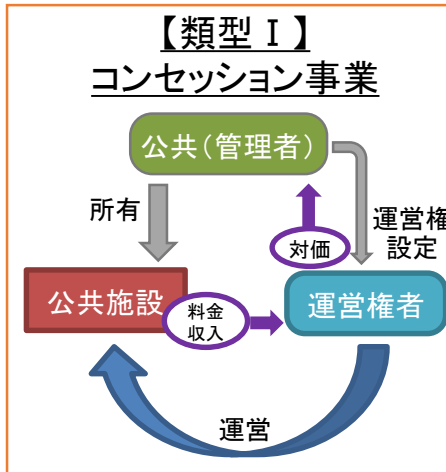 【類型Ⅰ】
コンセッション事業
公共（管理者）
所有
運営権
設定
対価
公共施設
料金
収入
運営権者
運営